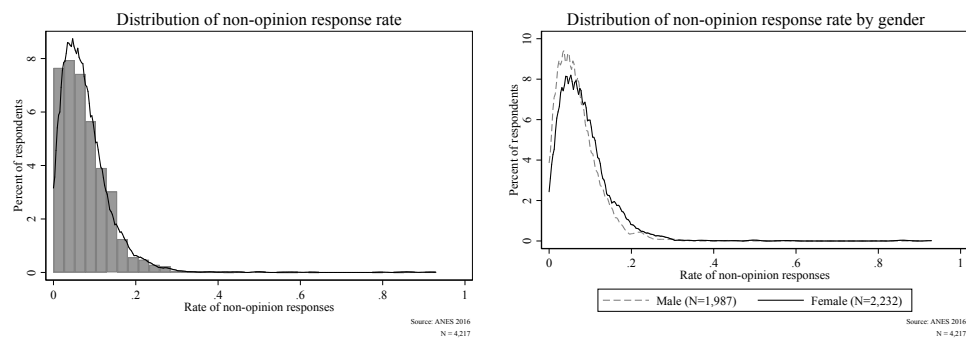 Distribution of non-opinion response rate
Percent of respondents
8
6
4
2
0
0
.2
.4
.6
.8
1
Rate of non-opinion responses
Source: ANES 2016
N = 4,217
Distribution of non-opinion response rate by gender
Percent of respondents
10
8
6
4
2
0
0
.2
.4
.6
.8
1
Rate of non-opinion responses
Male (N=1,987)
Female (N=2,232)
Source: ANES 2016
N = 4,217